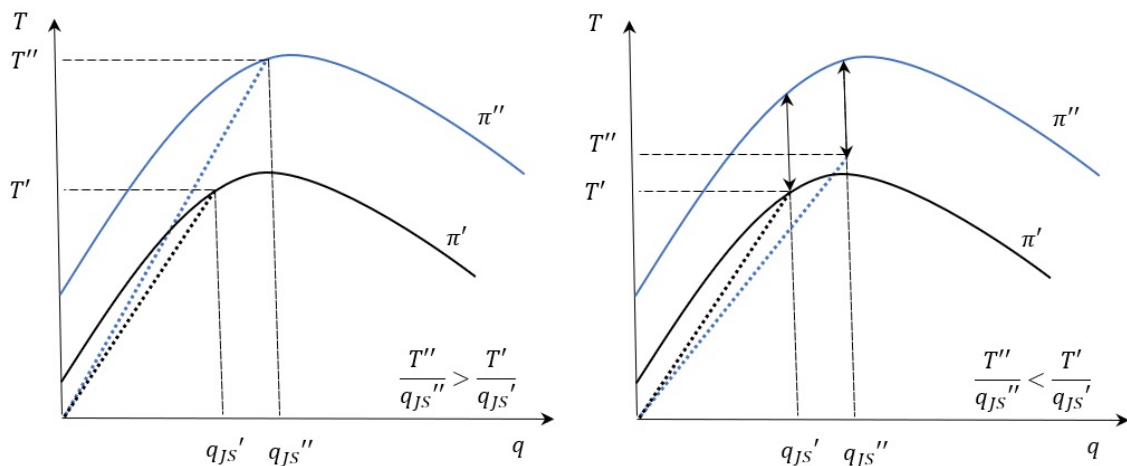 T
T′′
π′′
T′
π′
T′′/q_JS′′ > T′/q_JS′
q_JS′ q_JS′′ q
T
π′′
T′′
T′
π′
T′′/q_JS′′ < T′/q_JS′
q_JS′ q_JS′′ q